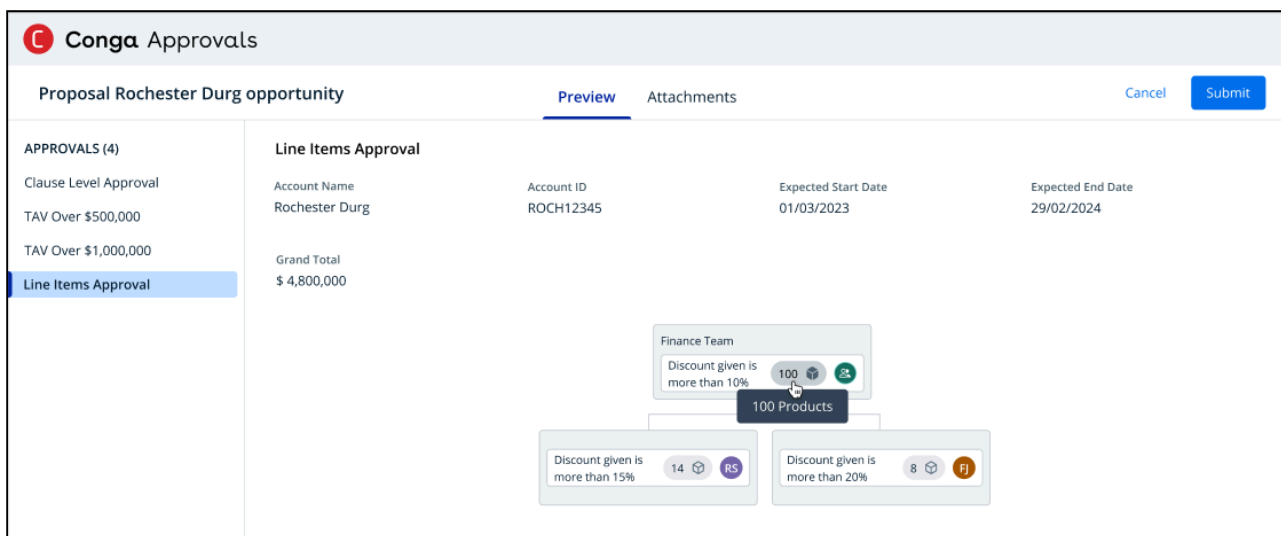 C Conga Approvals
Proposal Rochester Durg opportunity
Preview
Attachments
Cancel
Submit
APPROVALS (4)
Clause Level Approval
TAV Over $500,000
TAV Over $1,000,000
Line Items Approval
Line Items Approval
Account Name
Rochester Durg
Account ID
ROCH12345
Expected Start Date
01/03/2023
Expected End Date
29/02/2024
Grand Total
$ 4,800,000
Finance Team
Discount given is
more than 10%
100
100 Products
Discount given is
more than 15%
14
RS
Discount given is
more than 20%
8
FJ